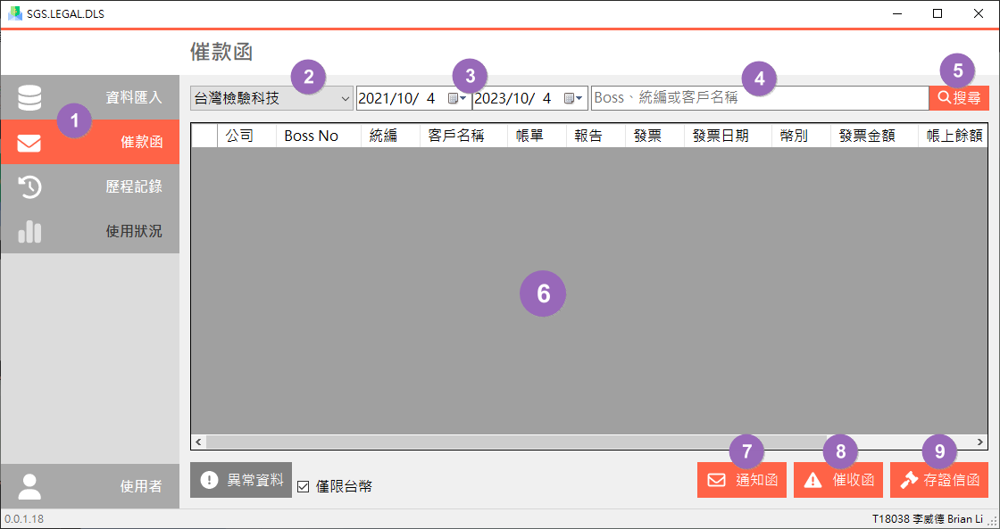 SGS.LEGAL.DLS
催款函
資料匯入
1
催款函
歷程記錄
使用狀況
使用者
2
3
4
5
台灣檢驗科技 2021/10/ 4 2023/10/ 4 Boss、統編或客戶名稱 搜尋
公司 Boss No 統編 客戶名稱 帳單 報告 發票 發票日期 幣別 發票金額 帳上餘額
6
7
8
9
異常資料 僅限台幣 通知函 催收函 存證信函
0.0.1.18 T18038 李威德 Brian Li